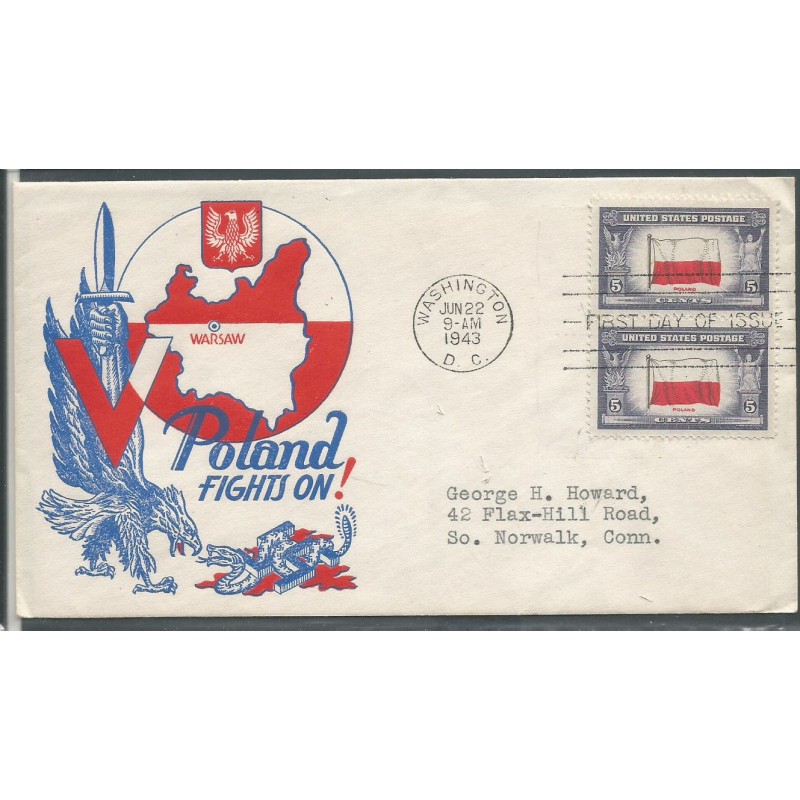 WARSAW
V
Poland
FIGHTS ON!
WASHINGTON
JUN 22
9-AM
1943
D. C.
UNITED STATES POSTAGE
5 POLAND 5
CENTS
FIRST DAY OF ISSUE
UNITED STATES POSTAGE
5 POLAND 5
CENTS
George H. Howard,
42 Flax-Hill Road,
So. Norwalk, Conn.